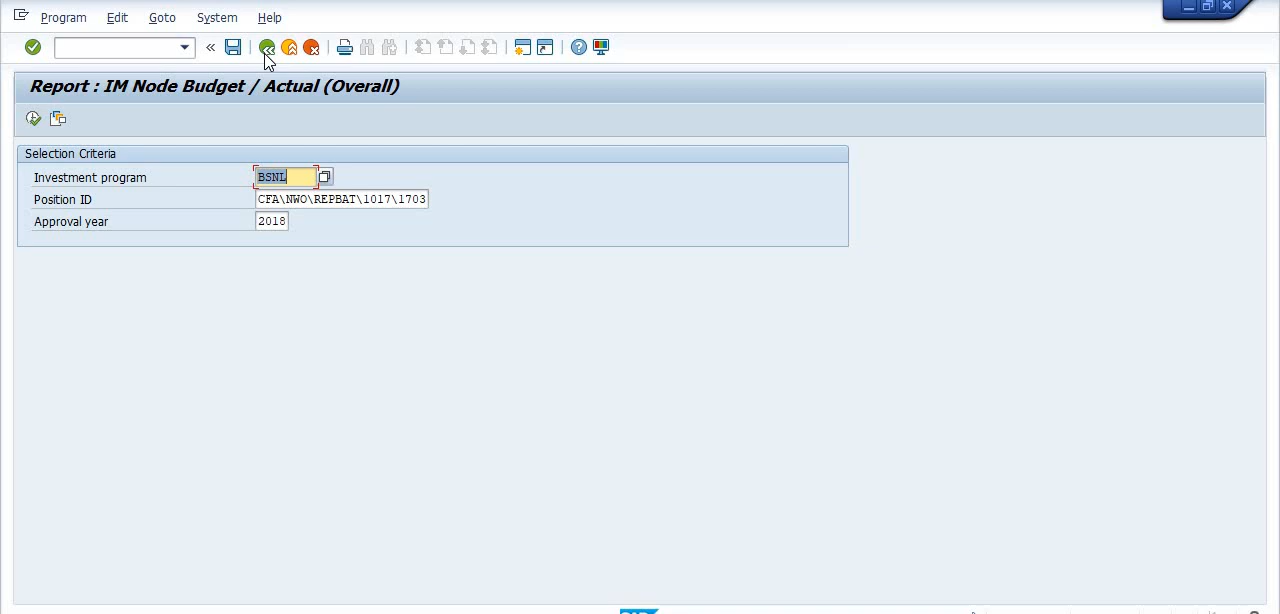 Program Edit Goto System Help
Report : IM Node Budget / Actual (Overall)
Selection Criteria
Investment program BSNL
Position ID CFA\NWO\REPBAT\1017\1703
Approval year 2018